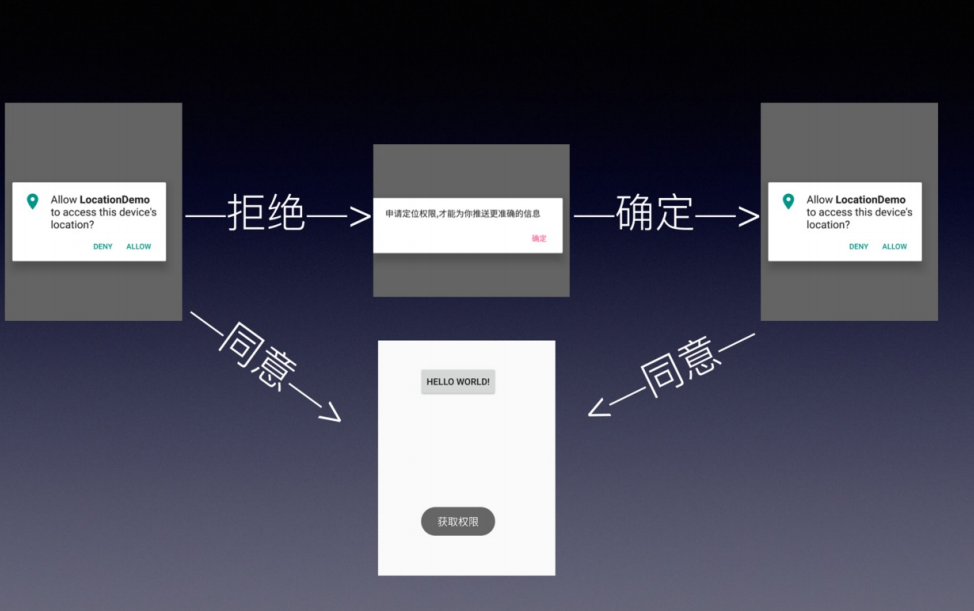 Allow LocationDemo
to access this device's
location?
DENY ALLOW
拒绝
申请定位权限,才能为你推送更准确的信息
确定
确定
Allow LocationDemo
to access this device's
location?
DENY ALLOW
同意
同意
HELLO WORLD!
获取权限